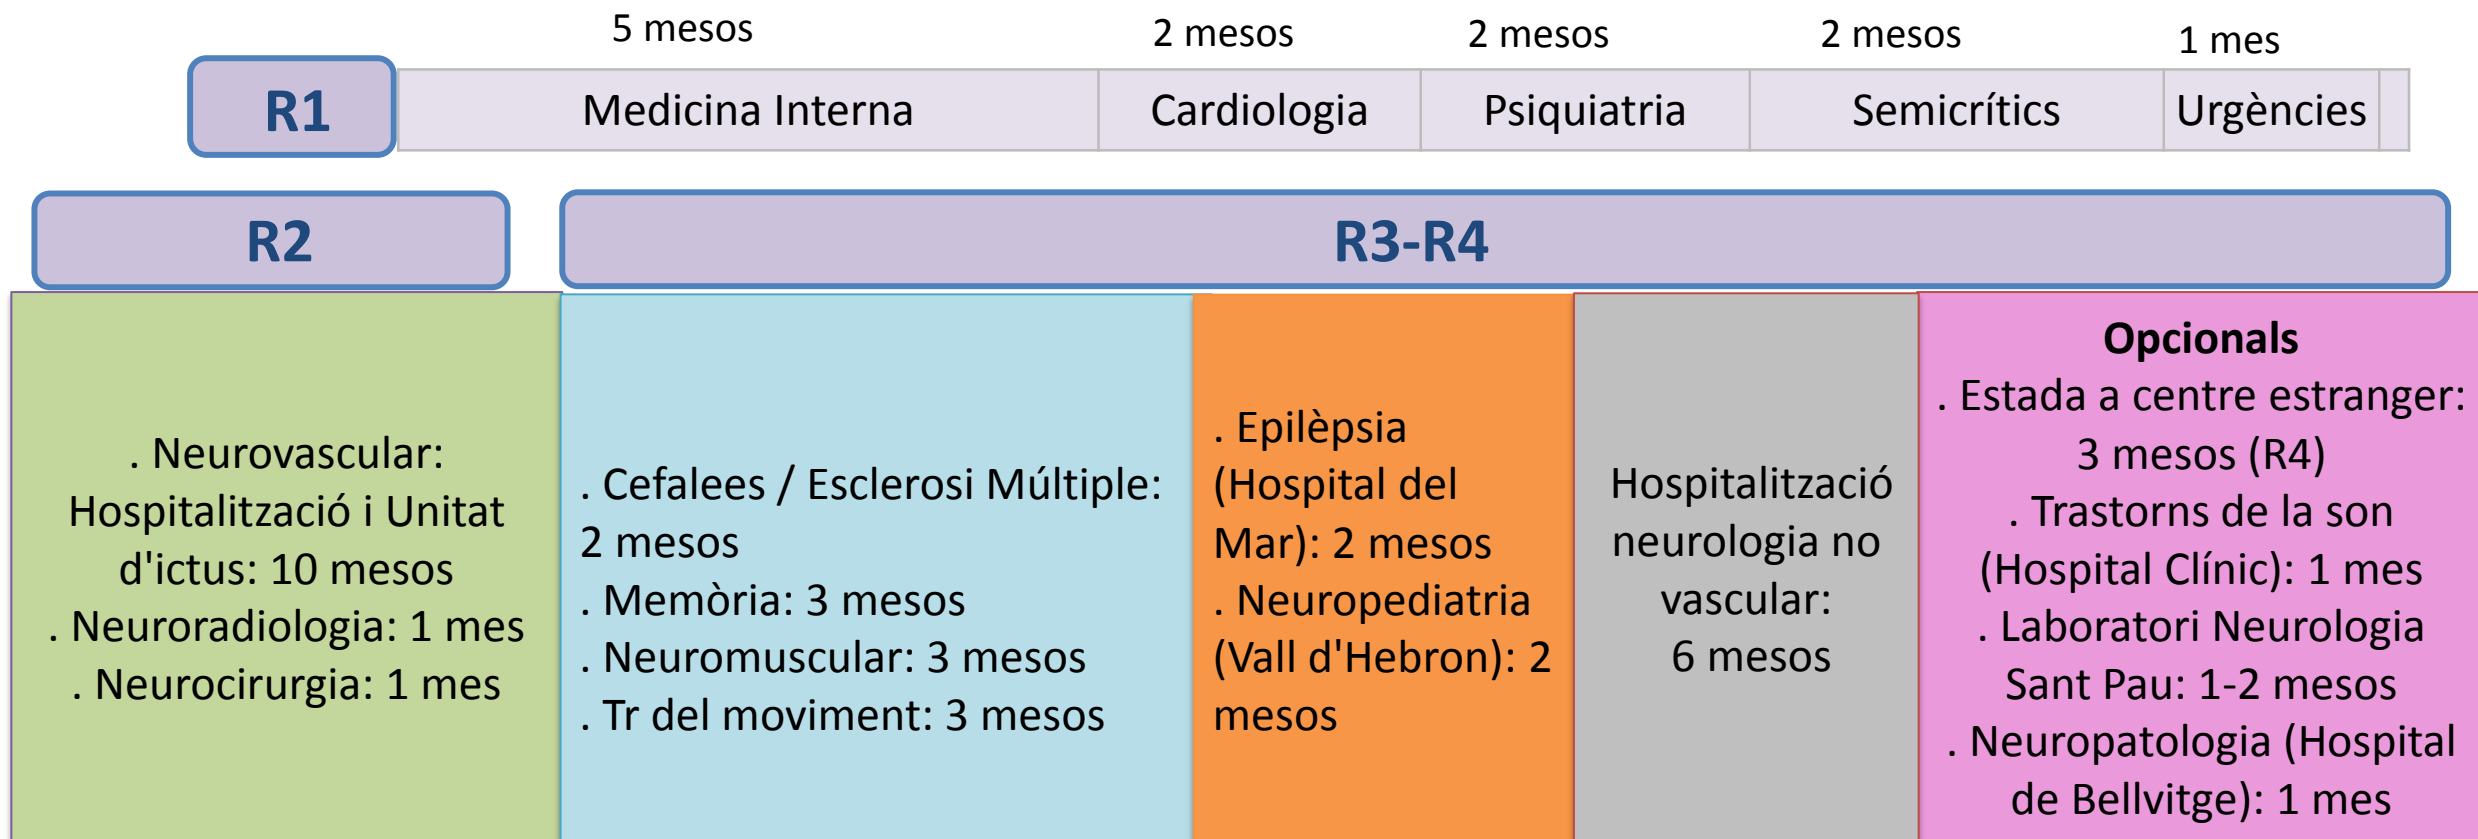 5 mesos
2 mesos
2 mesos
2 mesos
1 mes
R1
Medicina Interna
Cardiologia
Psiquiatria
Semicrítics
Urgències
R2
R3-R4
. Neurovascular:
Hospitalització i Unitat
d'ictus: 10 mesos
. Neuroradiologia: 1 mes
. Neurocirurgia: 1 mes
. Cefalees / Esclerosi Múltiple:
2 mesos
. Memòria: 3 mesos
. Neuromuscular: 3 mesos
. Tr del moviment: 3 mesos
. Epilèpsia
(Hospital del
Mar): 2 mesos
. Neuropediatria
(Vall d'Hebron): 2
mesos
Hospitalització
neurologia no
vascular:
6 mesos
Opcionals
. Estada a centre estranger:
3 mesos (R4)
. Trastorns de la son
(Hospital Clínic): 1 mes
. Laboratori Neurologia
Sant Pau: 1-2 mesos
. Neuropatologia (Hospital
de Bellvitge): 1 mes